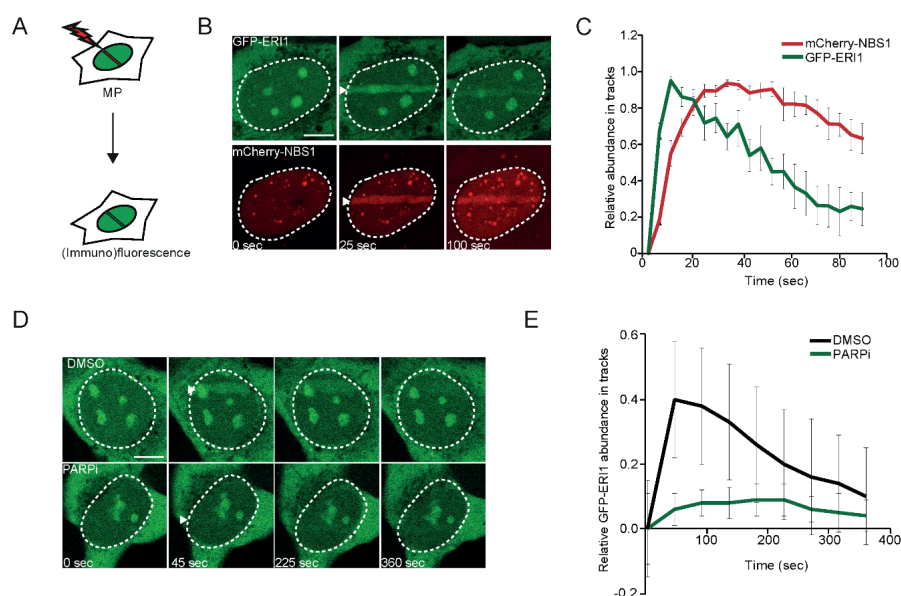 A
MP
(Immuno)fluorescence
B
GFP-ERI1
mCherry-NBS1
0 sec
25 sec
100 sec
C
mCherry-NBS1
GFP-ERI1
Relative abundance in tracks
1.2
1.0
0.8
0.6
0.4
0.2
0
0
20
40
60
80
100
Time (sec)
D
DMSO
PARPi
0 sec
45 sec
225 sec
360 sec
E
DMSO
PARPi
Relative GFP-ERI1 abundance in tracks
0.6
0.4
0.2
0.0
-0.2
100
200
300
400
Time (sec)